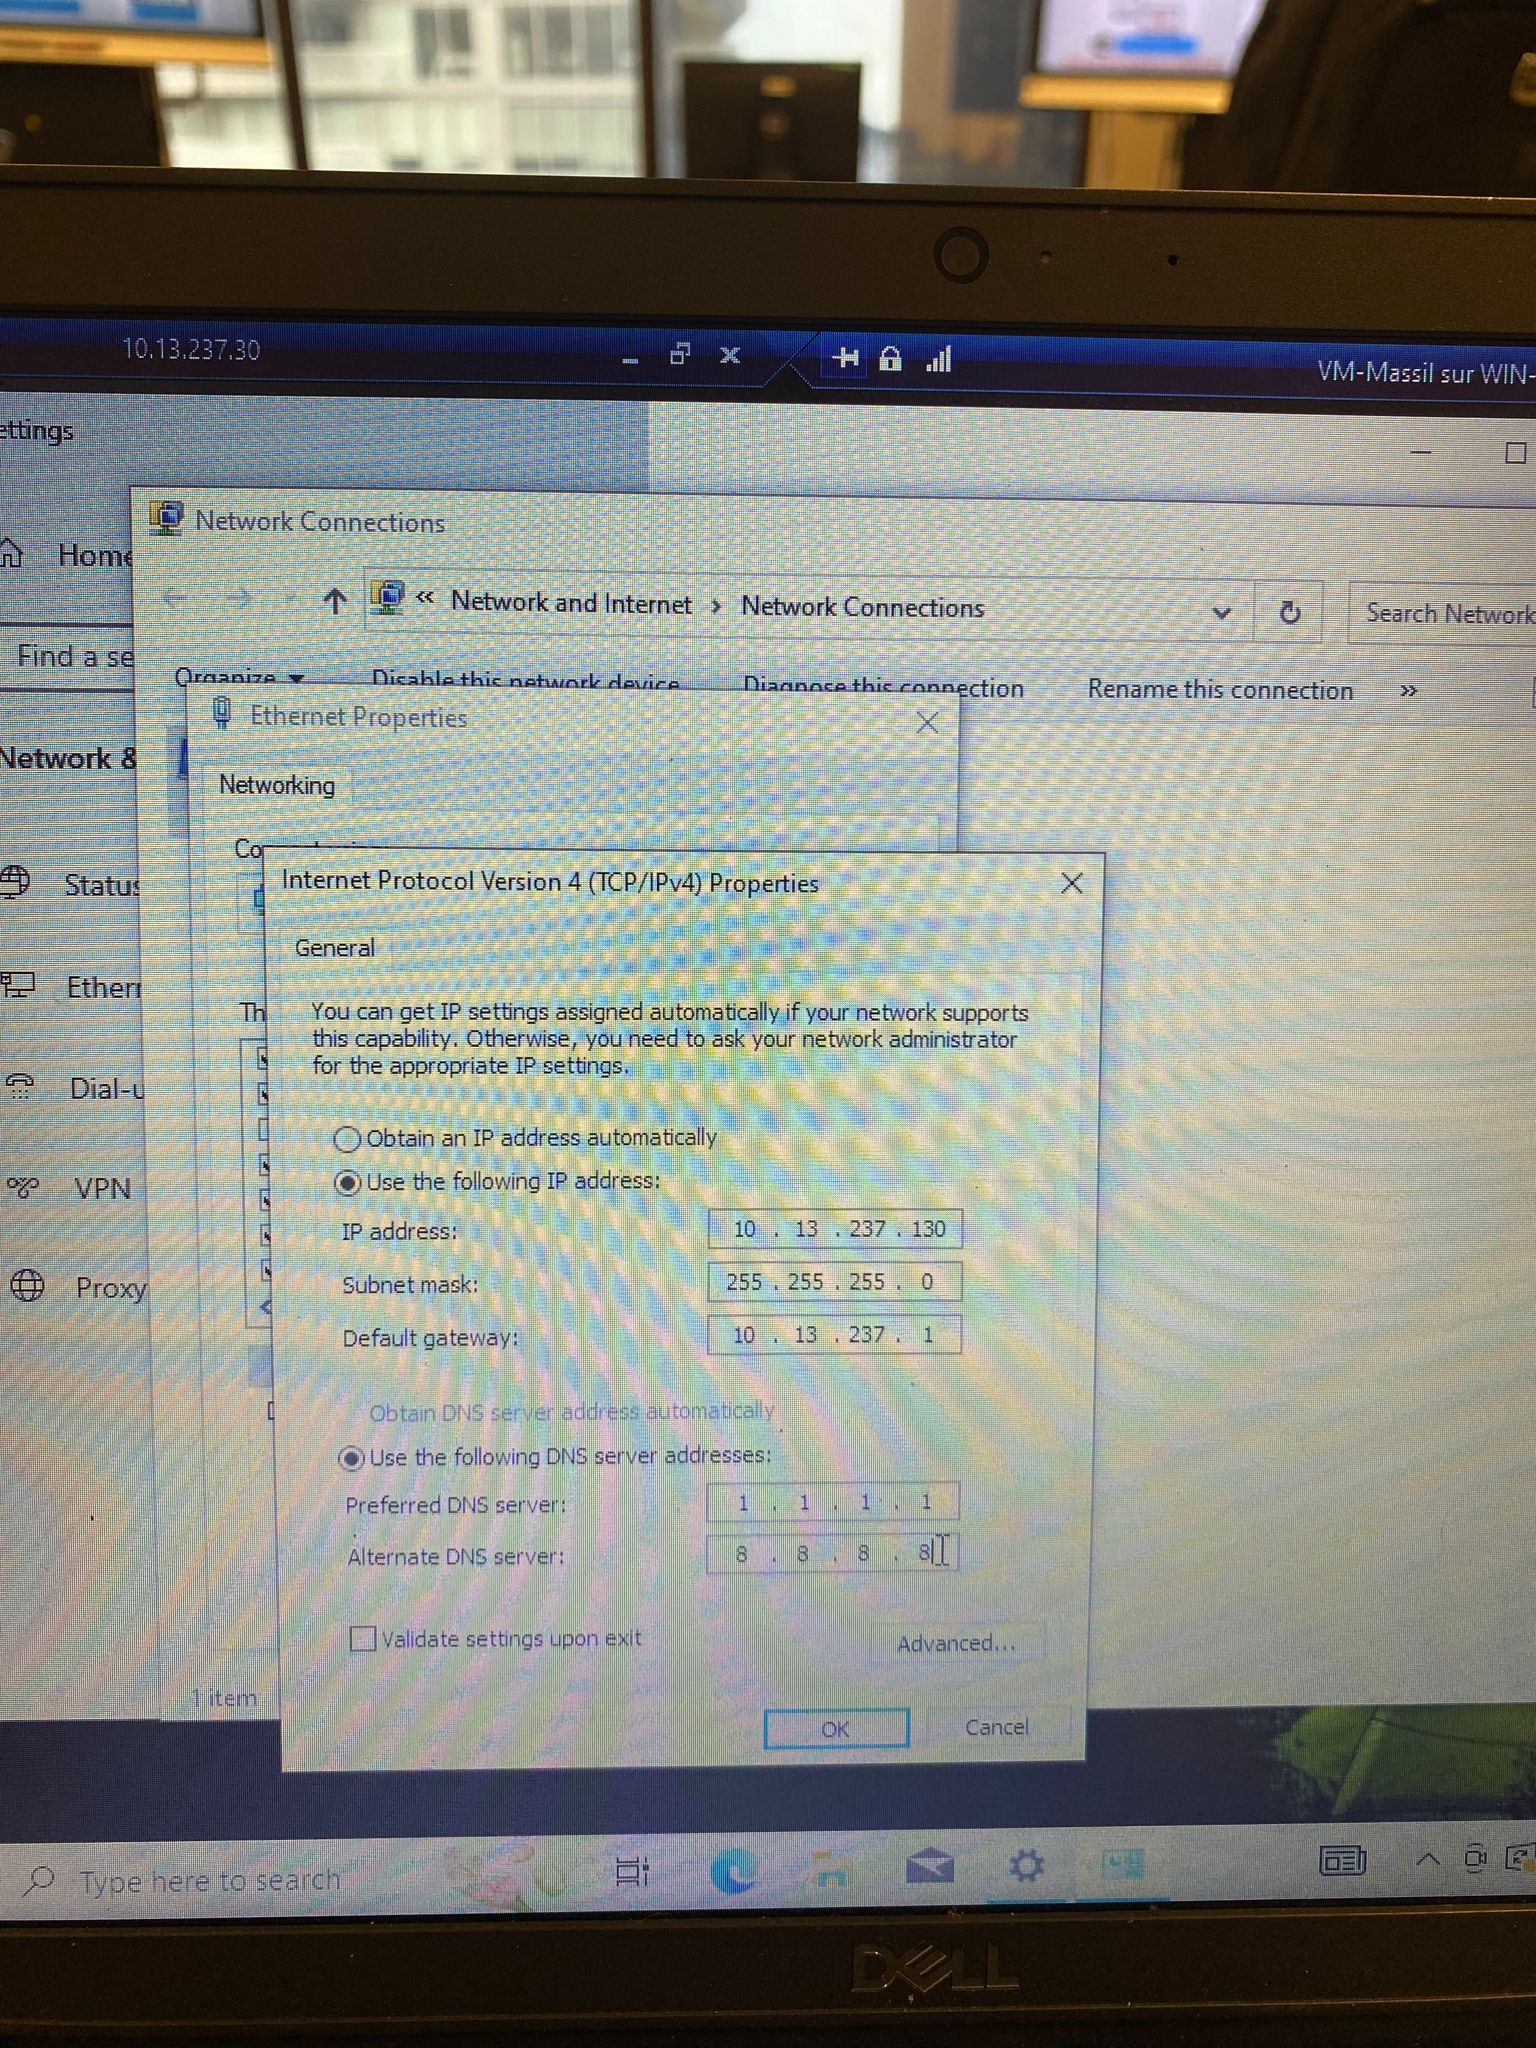 10.13.237.30
VM-Massil sur WIN-
ettings
Network Connections
Home
« Network and Internet › Network Connections
Search Network
Find a se
Organize
Disable this network device
Diagnose this connection
Rename this connection »
Ethernet Properties
Network &
Networking
Co
Internet Protocol Version 4 (TCP/IPv4) Properties
Status
General
Ethern
Th
You can get IP settings assigned automatically if your network supports
this capability. Otherwise, you need to ask your network administrator
for the appropriate IP settings.
Dial-u
Obtain an IP address automatically
VPN
Use the following IP address:
IP address: 10 . 13 . 237 . 130
Proxy
Subnet mask: 255 . 255 . 255 . 0
Default gateway: 10 . 13 . 237 . 1
Obtain DNS server address automatically
Use the following DNS server addresses:
Preferred DNS server: 1 . 1 . 1 . 1
Alternate DNS server: 8 . 8 . 8 . 8
Validate settings upon exit
Advanced...
1 item
OK
Cancel
Type here to search
DELL